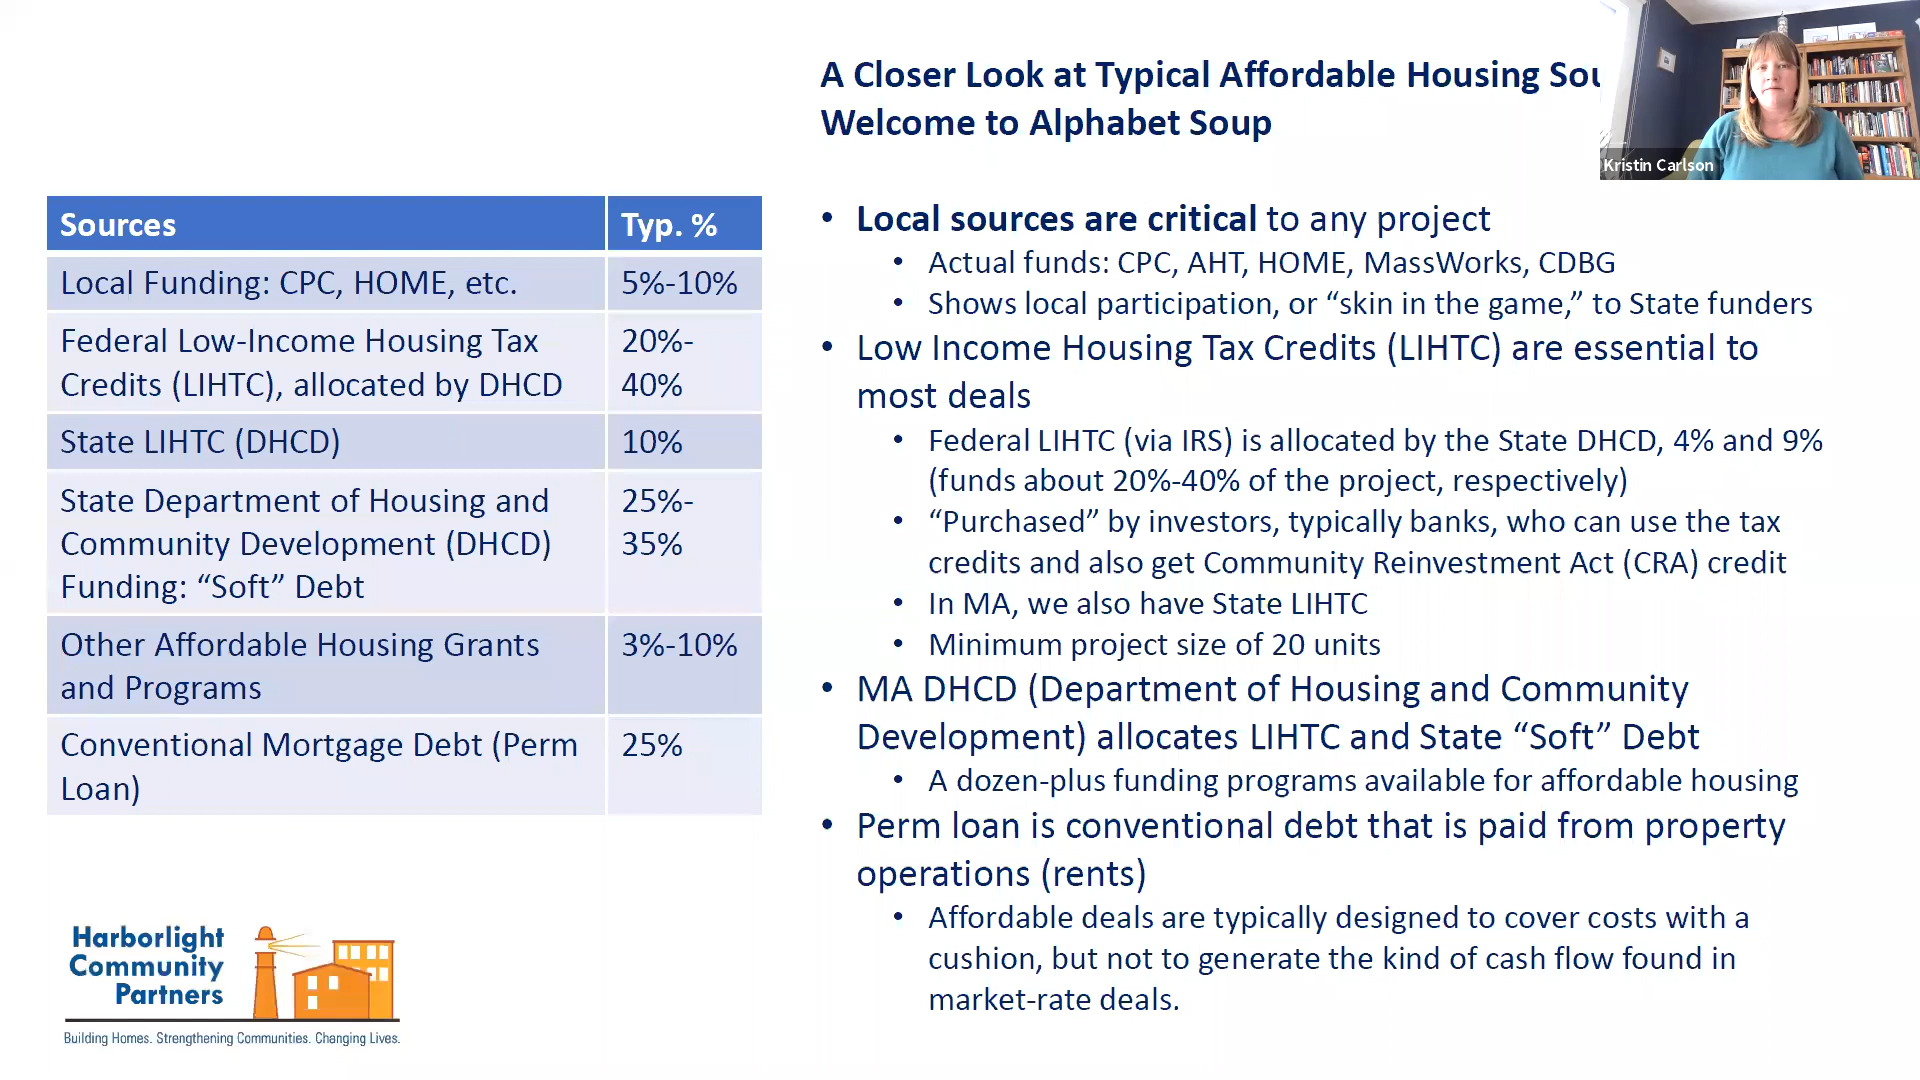 A Closer Look at Typical Affordable Housing
Welcome to Alphabet Soup
Kristin Carlson
Sources Typ. %
Local Funding: CPC, HOME, etc. 5%-10%
Federal Low-Income Housing Tax 20%-
Credits (LIHTC), allocated by DHCD 40%
State LIHTC (DHCD) 10%
State Department of Housing and 25%-
Community Development (DHCD) 35%
Funding: “Soft” Debt
Other Affordable Housing Grants 3%-10%
and Programs
Conventional Mortgage Debt (Perm 25%
Loan)
• Local sources are critical to any project
• Actual funds: CPC, AHT, HOME, MassWorks, CDBG
• Shows local participation, or “skin in the game,” to State funders
• Low Income Housing Tax Credits (LIHTC) are essential to
most deals
• Federal LIHTC (via IRS) is allocated by the State DHCD, 4% and 9%
(funds about 20%-40% of the project, respectively)
• “Purchased” by investors, typically banks, who can use the tax
credits and also get Community Reinvestment Act (CRA) credit
• In MA, we also have State LIHTC
• Minimum project size of 20 units
• MA DHCD (Department of Housing and Community
Development) allocates LIHTC and State “Soft” Debt
• A dozen-plus funding programs available for affordable housing
• Perm loan is conventional debt that is paid from property
operations (rents)
• Affordable deals are typically designed to cover costs with a
cushion, but not to generate the kind of cash flow found in
market-rate deals.
Harborlight
Community
Partners
Building Homes. Strengthening Communities. Changing Lives.